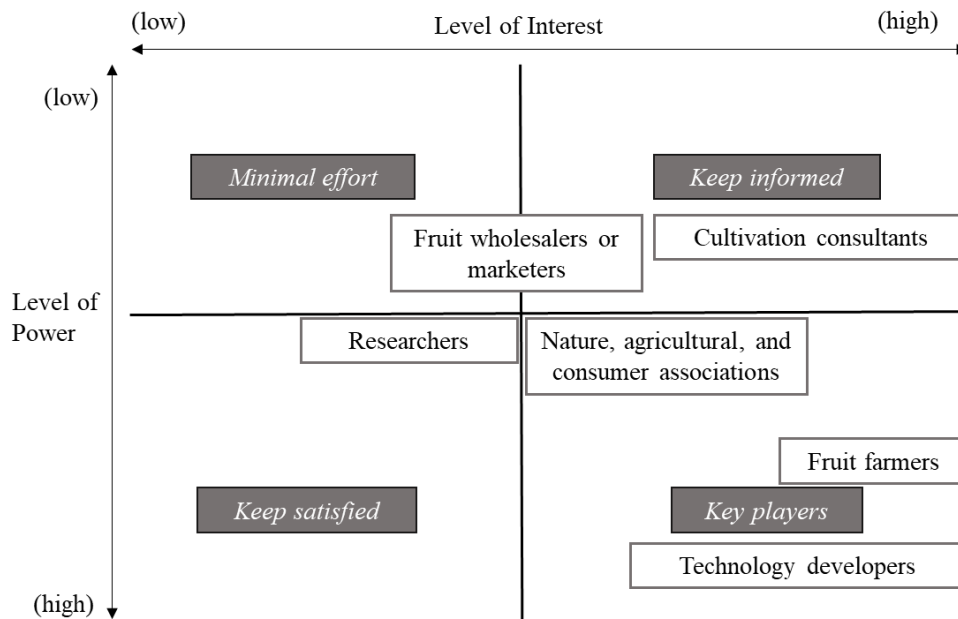 (low)
Level of Interest
(high)
(low)
Minimal effort
Keep informed
Fruit wholesalers or
marketers
Cultivation consultants
Level of
Power
Researchers
Nature, agricultural, and
consumer associations
Fruit farmers
Keep satisfied
Key players
Technology developers
(high)